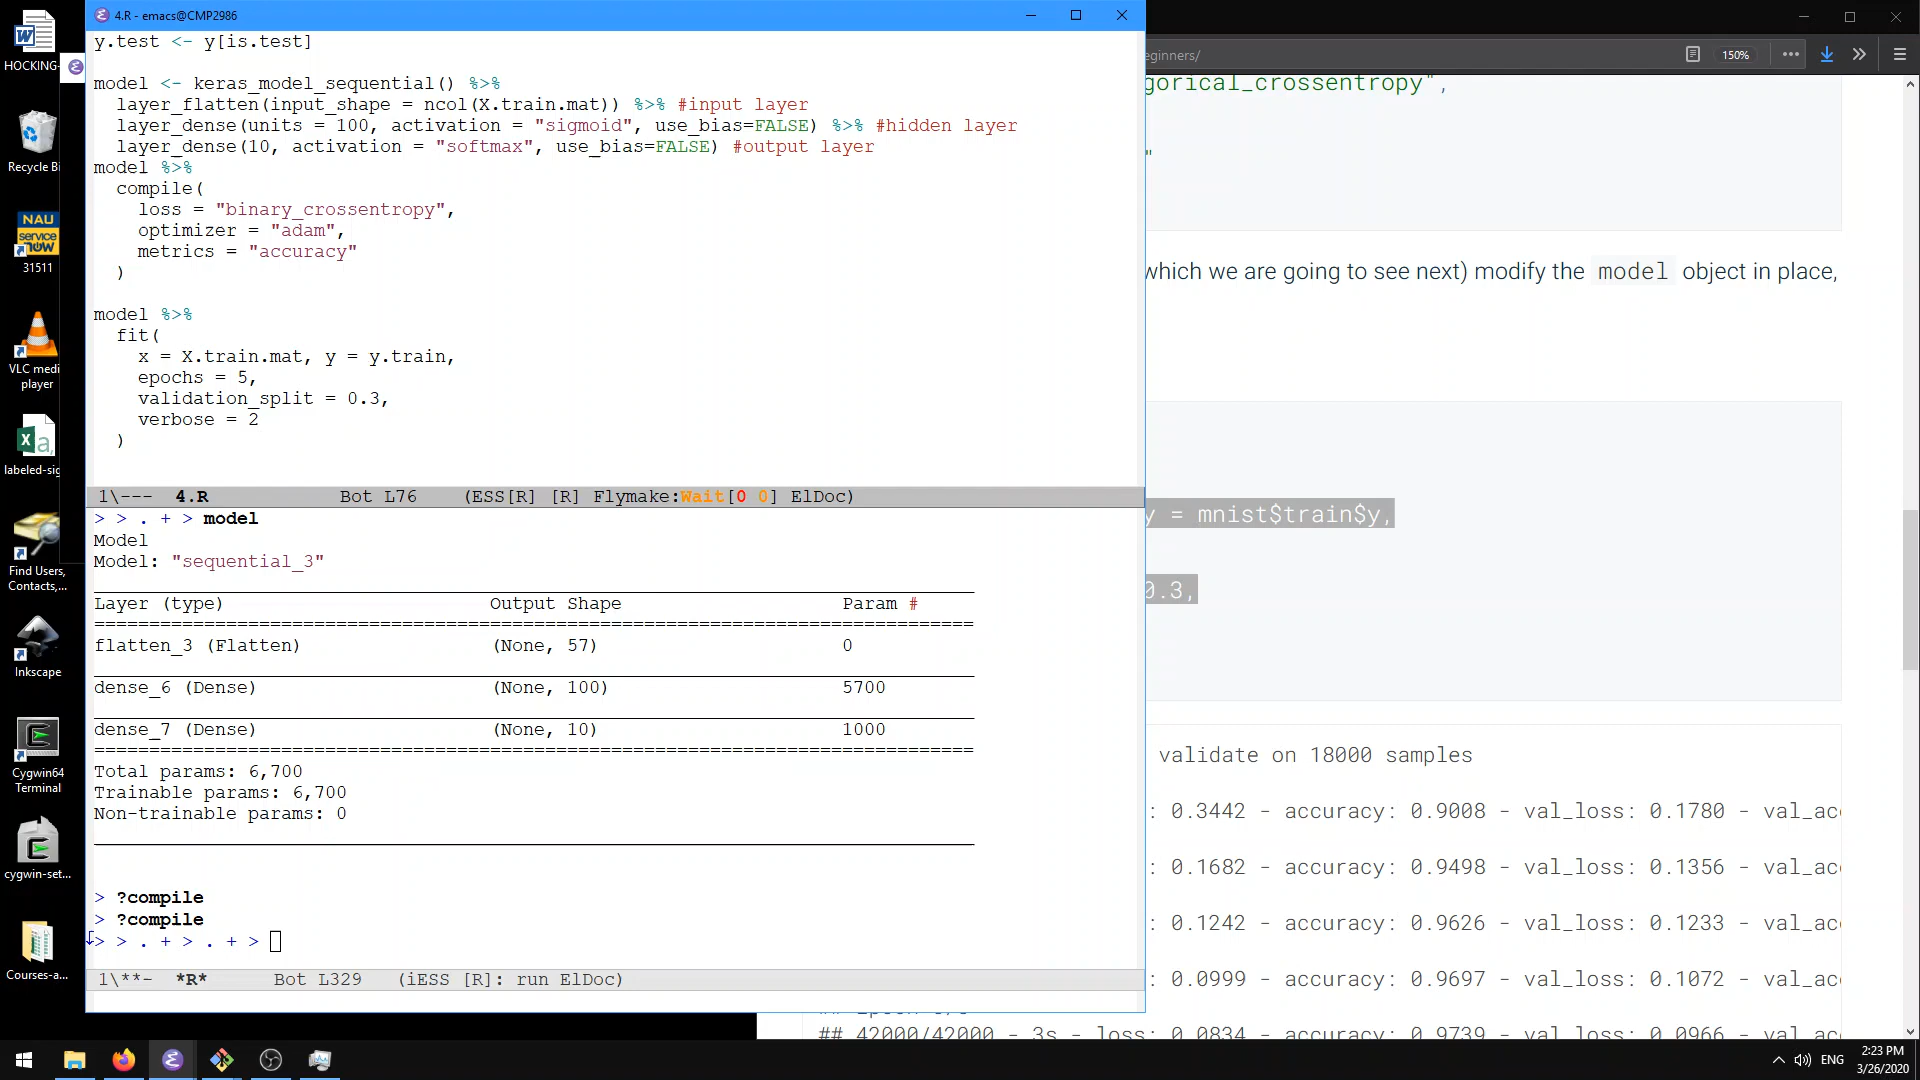 4.R - emacs@CMP2986
y.test <- y[is.test]
model <- keras_model_sequential() %>%
layer_flatten(input_shape = ncol(X.train.mat)) %>% #input layer
layer_dense(units = 100, activation = "sigmoid", use_bias=FALSE) %>% #hidden layer
layer_dense(10, activation = "softmax", use_bias=FALSE) #output layer
model %>%
compile(
loss = "binary_crossentropy",
optimizer = "adam",
metrics = "accuracy"
)
model %>%
fit(
x = X.train.mat, y = y.train,
epochs = 5,
validation_split = 0.3,
verbose = 2
)
1\--- 4.R Bot L76 (ESS[R] [R] Flymake:Wait[0 0] ElDoc)
> > . + > model
Model
Model: "sequential_3"
Layer (type) Output Shape Param #
flatten_3 (Flatten) (None, 57) 0
dense_6 (Dense) (None, 100) 5700
dense_7 (Dense) (None, 10) 1000
Total params: 6,700
Trainable params: 6,700
Non-trainable params: 0
> ?compile
> ?compile
> > . + > . + >
1\**- *R* Bot L329 (iESS [R]: run ElDoc)
HOCKING-
Recycle Bi
NAU
service
now
31511
VLC medi
player
labeled-sig
Find Users,
Contacts,...
Inkscape
Cygwin64
Terminal
cygwin-set...
Courses-a...
eginners/
150%
gorical_crossentropy",
"
which we are going to see next) modify the model object in place,
y = mnist$train$y,
0.3,
validate on 18000 samples
: 0.3442 - accuracy: 0.9008 - val_loss: 0.1780 - val_acc
: 0.1682 - accuracy: 0.9498 - val_loss: 0.1356 - val_acc
: 0.1242 - accuracy: 0.9626 - val_loss: 0.1233 - val_acc
: 0.0999 - accuracy: 0.9697 - val_loss: 0.1072 - val_acc
## 42000/42000 - 3s - loss: 0.0834 - accuracy: 0.9739 - val_loss: 0.0966 - val_acc
ENG
2:23 PM
3/26/2020